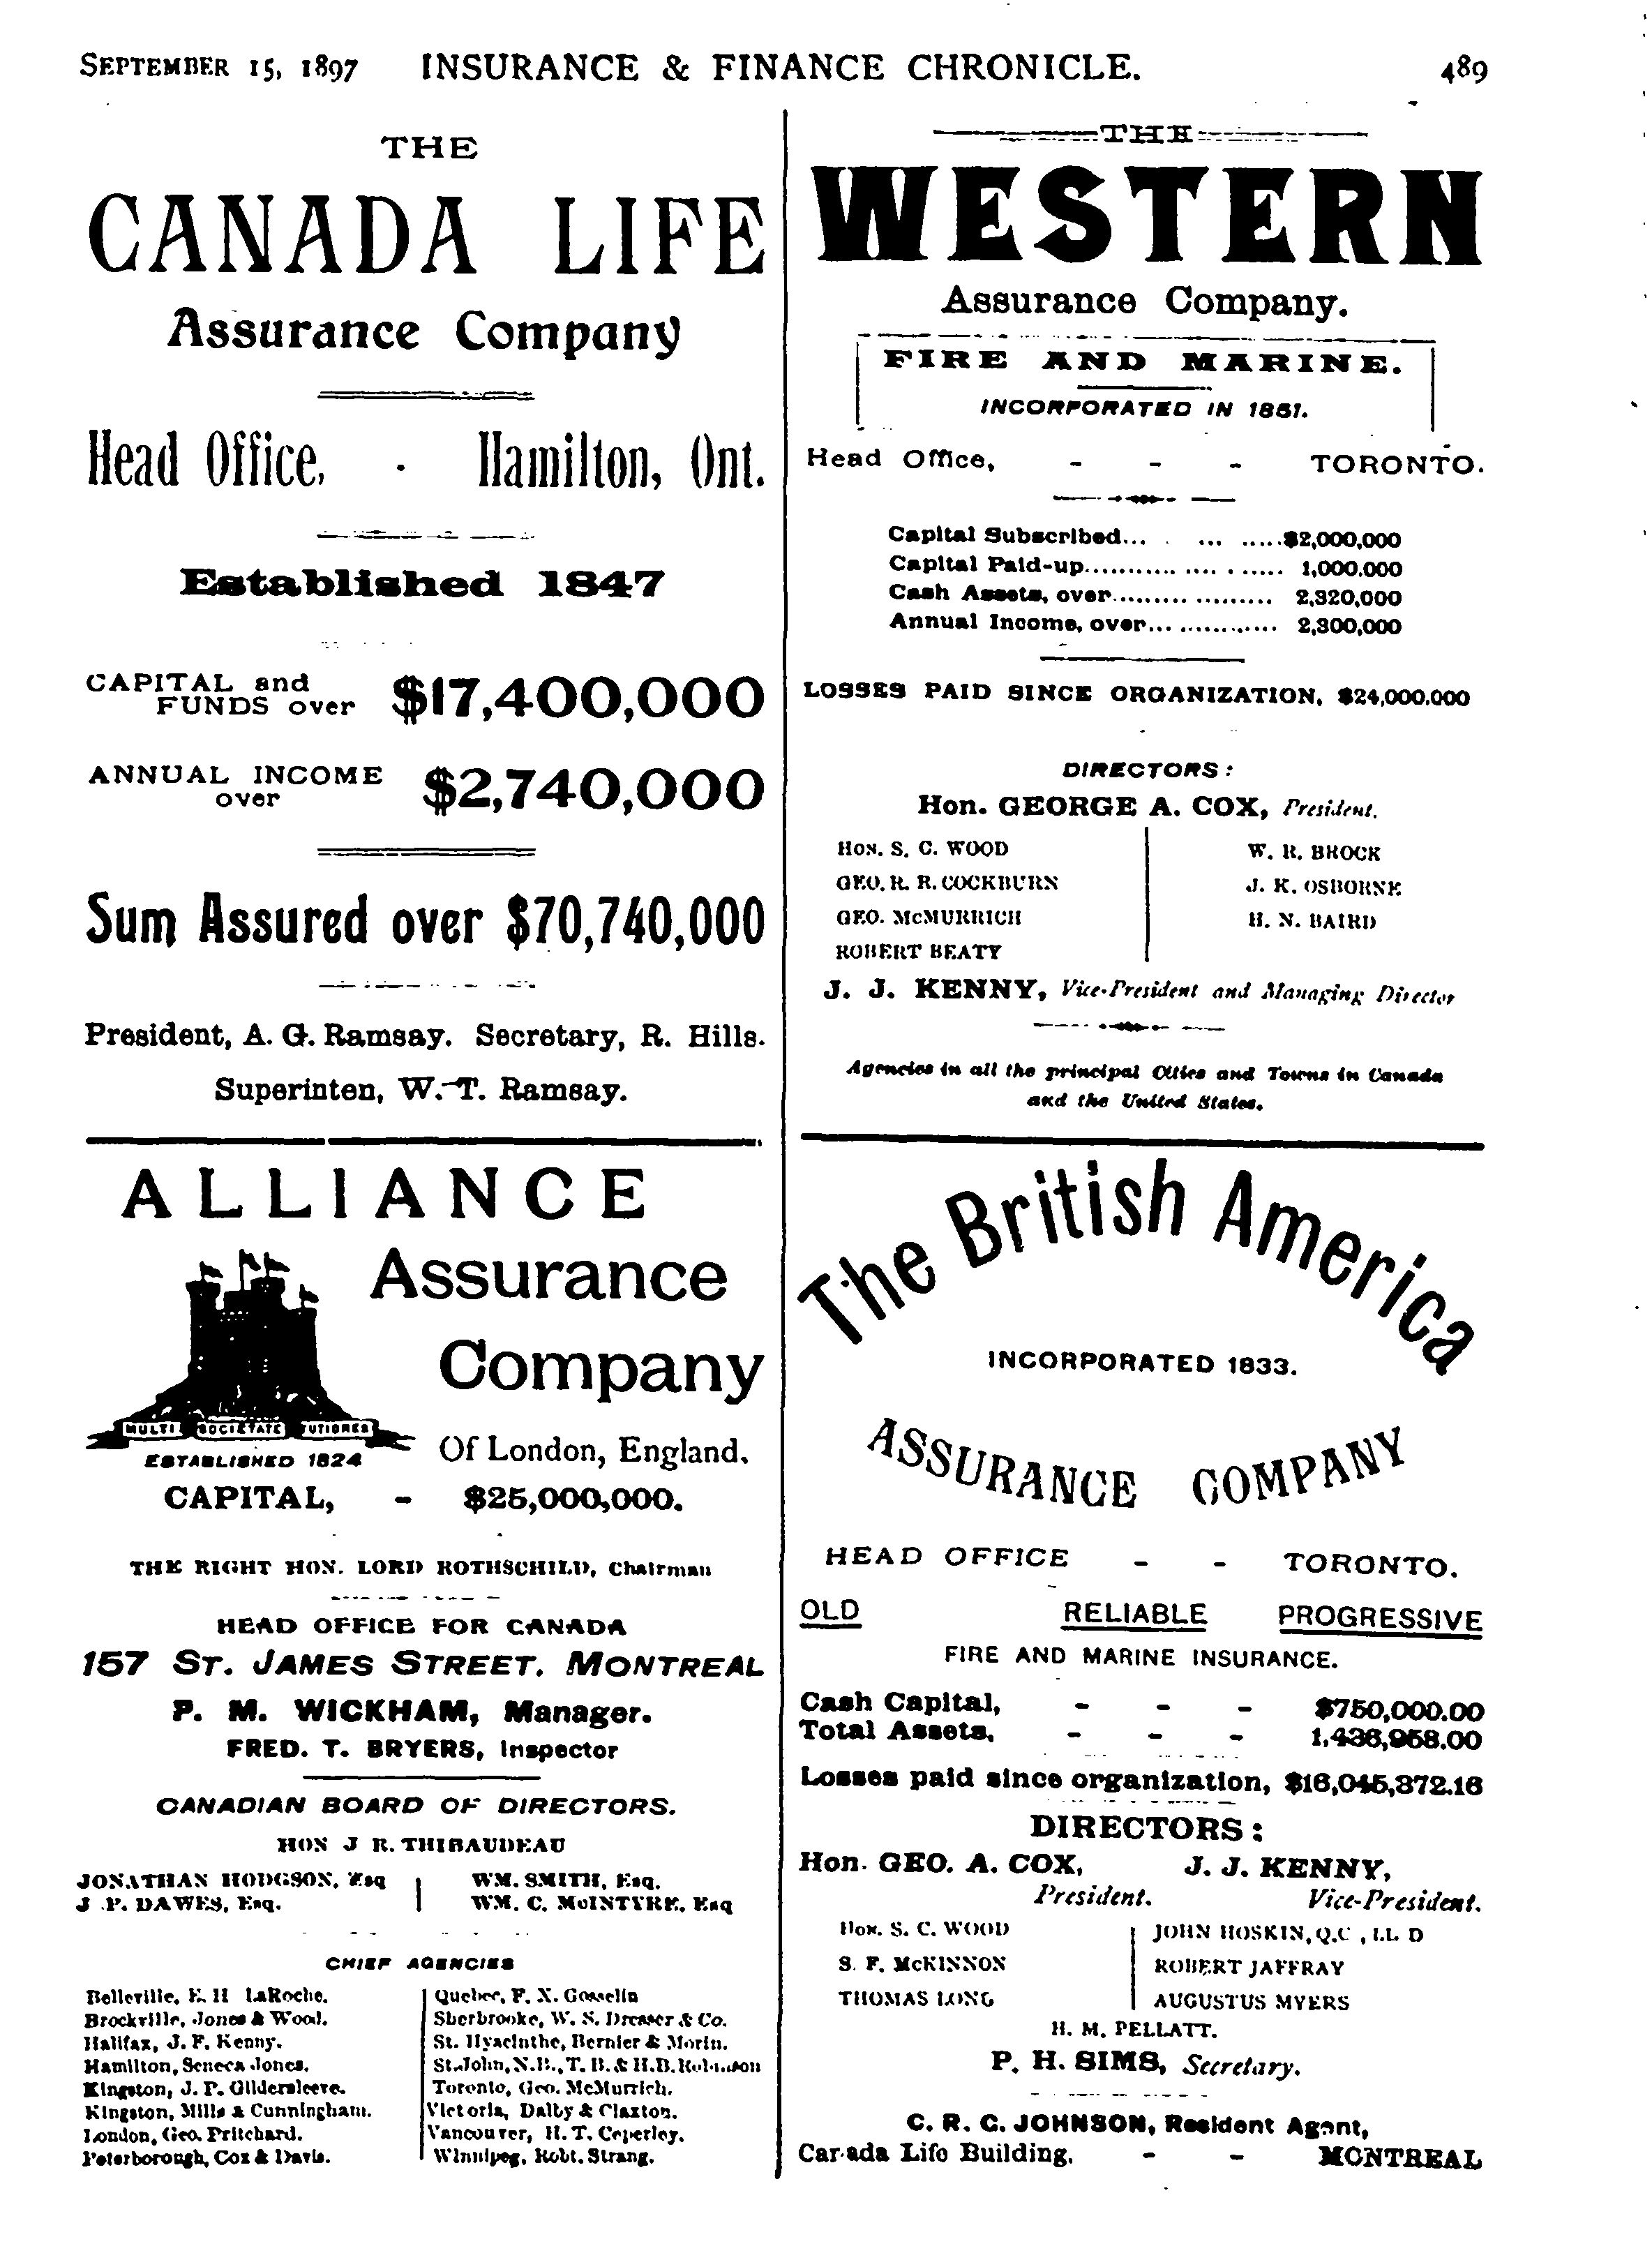 SEPTEMBER 15, 1897 INSURANCE & FINANCE CHRONICLE. 489
THE
CANADA LIFE
Assurance Company
Head Office, - Hamilton, Ont.
Established 1847
CAPITAL and
FUNDS over $17,400,000
ANNUAL INCOME
over $2,740,000
Sum Assured over $70,740,000
President, A. G. Ramsay. Secretary, R. Hills.
Superinten, W. T. Ramsay.
ALLIANCE
Assurance
Company
MULTI SOCIETATE TUTIORES
ESTABLISHED 1824
Of London, England.
CAPITAL, - $25,000,000.
THE RIGHT HON. LORD ROTHSCHILD, Chairman
HEAD OFFICE FOR CANADA
157 ST. JAMES STREET. MONTREAL
P. M. WICKHAM, Manager.
FRED. T. BRYERS, Inspector
CANADIAN BOARD OF DIRECTORS.
HON J R. THIBAUDEAU
JONATHAN HODGSON, Esq
J .P. DAWES, Esq.
WM. SMITH, Esq.
WM. C. McINTYRE, Esq
CHIEF AGENCIES
Belleville, E. H LaRoche.
Brockville, Jones & Wood.
Halifax, J. F. Kenny.
Hamilton, Seneca Jones.
Kingston, J. P. Gildersleeve.
Kingston, Mills & Cunningham.
London, Geo. Pritchard.
Peterborough, Cox & Davis.
Quebec, F. X. Gosselin
Sherbrooke, W. S. Dresser & Co.
St. Hyacinthe, Bernier & Morin.
St. John, N.B., T. B. & H.B. Robinson
Toronto, Geo. McMurrich.
Victoria, Dalby & Claxton.
Vancouver, H. T. Ceperley.
Winnipeg, Robt. Strang.
THE
WESTERN
Assurance Company.
FIRE AND MARINE.
INCORPORATED IN 1851.
Head Office, - - - TORONTO.
Capital Subscribed... . ... .....$2,000,000
Capital Paid-up........... .... . ...... 1,000,000
Cash Assets, over......... ......... 2,320,000
Annual Income, over... ............ 2,300,000
LOSSES PAID SINCE ORGANIZATION, $24,000,000
DIRECTORS:
Hon. GEORGE A. COX, President.
HON. S. C. WOOD
GEO. R. R. COCKBURN
GEO. McMURRICH
ROBERT BEATY
W. R. BROCK
J. K. OSBORNE
H. N. BAIRD
J. J. KENNY, Vice-President and Managing Director
Agencies in all the principal Cities and Towns in Canada
and the United States.
The British America
INCORPORATED 1833.
ASSURANCE COMPANY
HEAD OFFICE - - TORONTO.
OLD RELIABLE PROGRESSIVE
FIRE AND MARINE INSURANCE.
Cash Capital, - - - $750,000.00
Total Assets, - - - 1,436,958.00
Losses paid since organization, $16,045,872.16
DIRECTORS:
Hon. GEO. A. COX, J. J. KENNY,
President. Vice-President.
HON. S. C. WOOD
S. F. McKINNON
THOMAS LONG
JOHN HOSKIN, Q.C , LL D
ROBERT JAFFRAY
AUGUSTUS MYERS
H. M. PELLATT.
P. H. SIMS, Secretary.
C. R. G. JOHNSON, Resident Agent,
Canada Life Building, - - MONTREAL